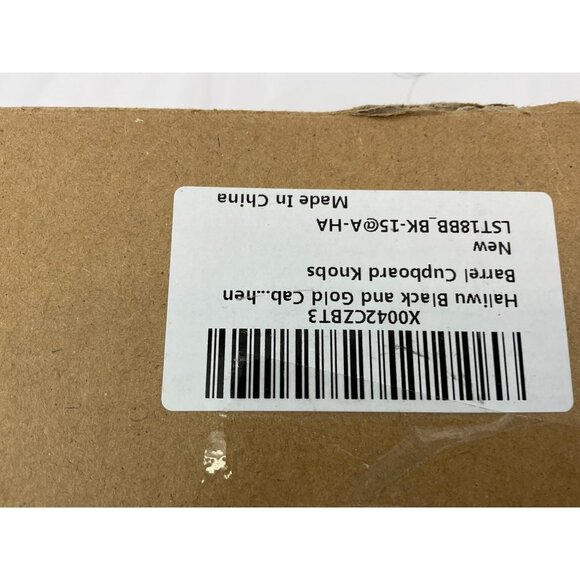 X0042CZBT3
Haliwu Black and Gold Cab...hen
Barrel Cupboard Knobs
New
LST18BB_BK-15@A-HA
Made In China